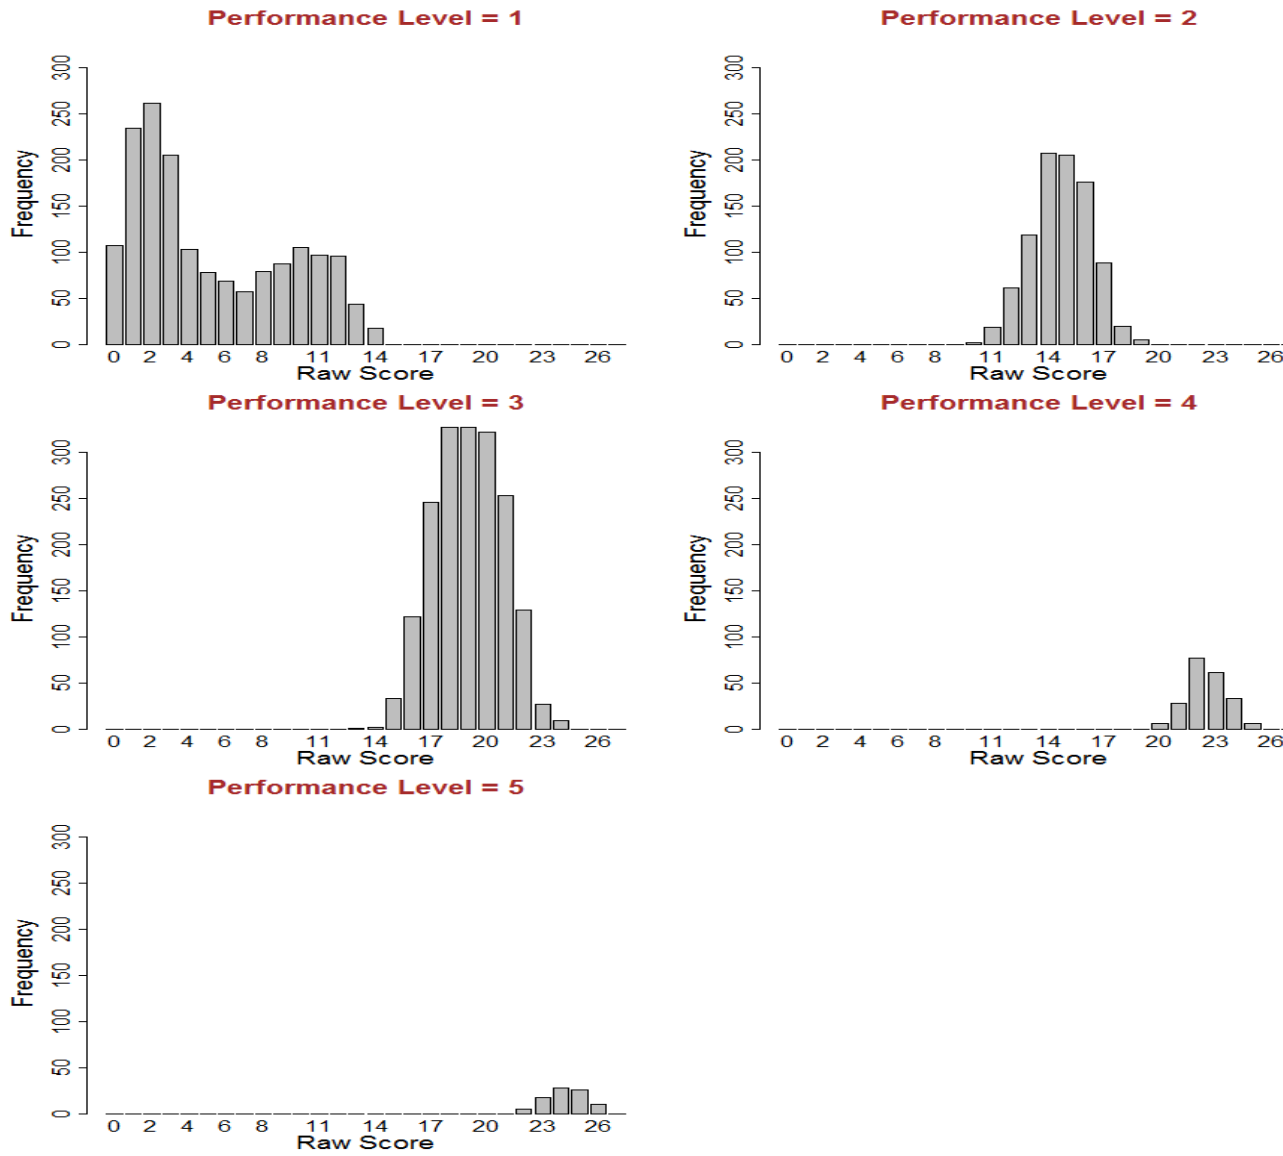 Performance Level = 1
300
250
200
150
100
50
0
Frequency
0 2 4 6 8 11 14 17 20 23 26
Raw Score
Performance Level = 2
300
250
200
150
100
50
0
Frequency
0 2 4 6 8 11 14 17 20 23 26
Raw Score
Performance Level = 3
300
250
200
150
100
50
0
Frequency
0 2 4 6 8 11 14 17 20 23 26
Raw Score
Performance Level = 4
300
250
200
150
100
50
0
Frequency
0 2 4 6 8 11 14 17 20 23 26
Raw Score
Performance Level = 5
300
250
200
150
100
50
0
Frequency
0 2 4 6 8 11 14 17 20 23 26
Raw Score